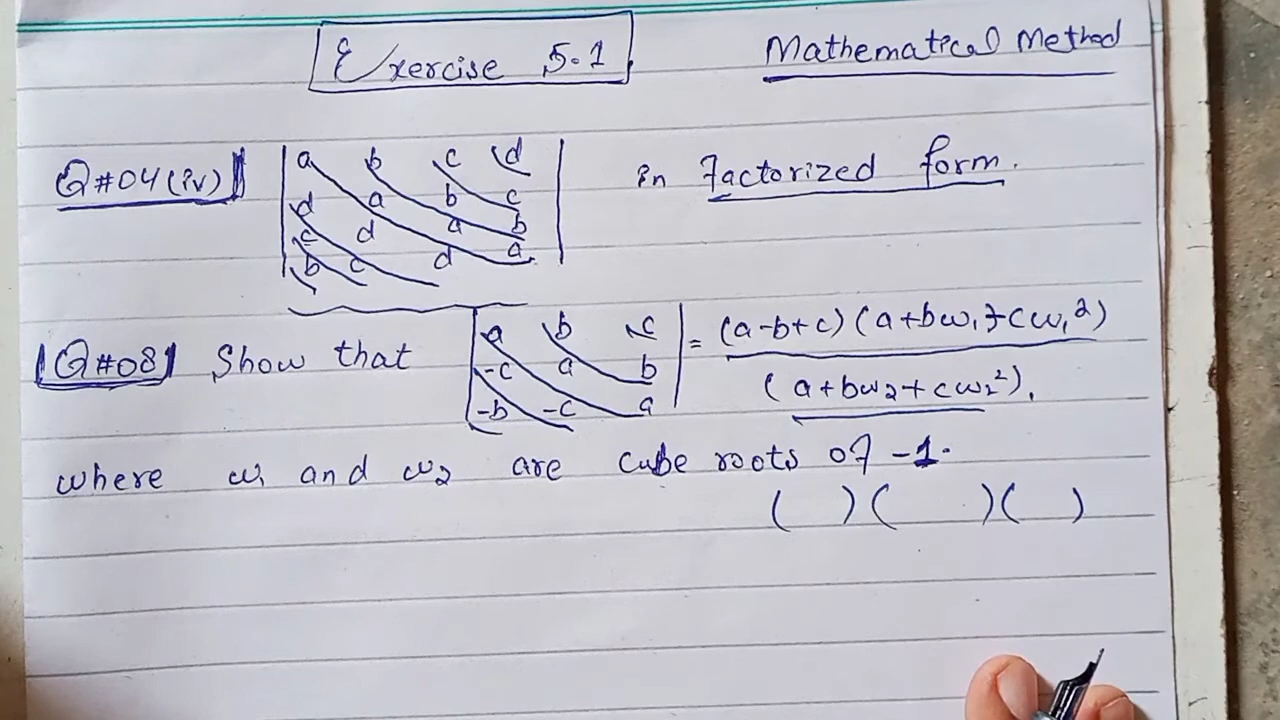 Exercise 5.1 Mathematical Method
Q#04(iv) | a b c d | in Factorized form.
| d a b c |
| c d a b |
| b c d a |
Q#08 Show that | a b c | = (a-b+c) (a+bω₁+cω₁²)
| -c a b | (a+bω₂+cω₂²).
| -b -c a |
where ω₁ and ω₂ are cube roots of -1.
( ) ( ) ( )